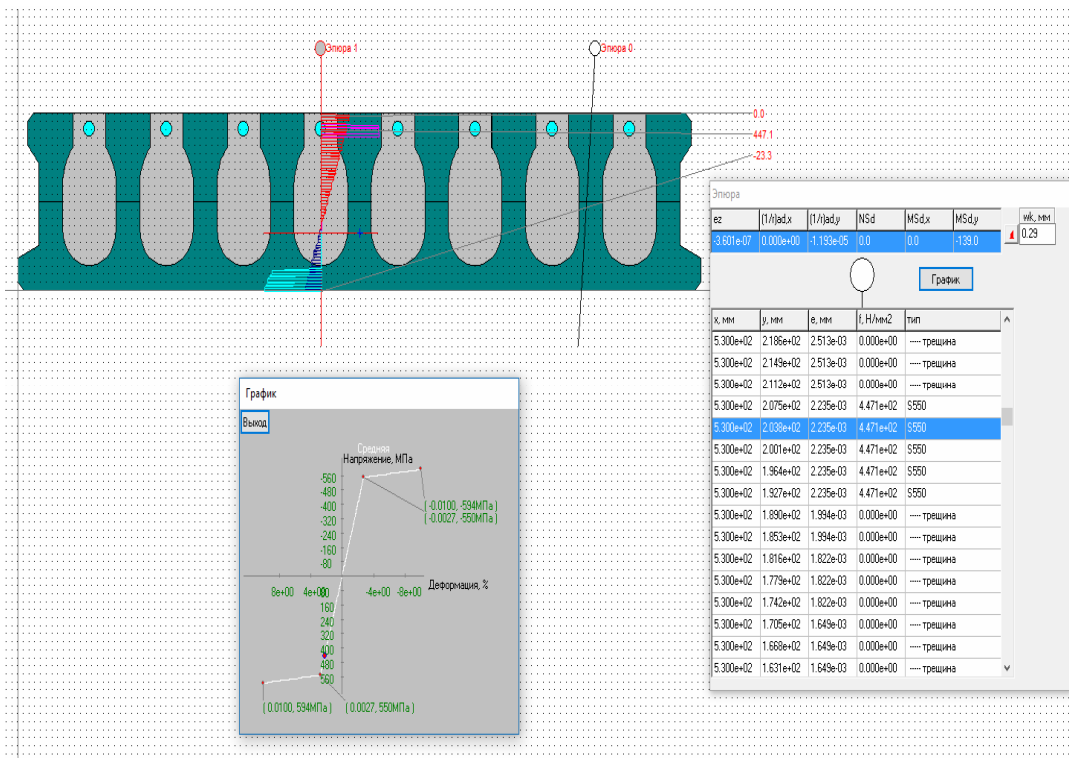 Эпюра 1
Эпюра 0
0.0
447.1
-23.3
Эпюра
ez (1/r)ad,x (1/r)ad,y NSd MSd,x MSd,y wk, мм
-3.601e-07 0.000e+00 -1.193e-05 0.0 0.0 -139.0 0.29
График
x, мм y, мм e, мм f, Н/мм2 тип
5.300e+02 2.186e+02 2.513e-03 0.000e+00 ---- трещина
5.300e+02 2.149e+02 2.513e-03 0.000e+00 ---- трещина
5.300e+02 2.112e+02 2.513e-03 0.000e+00 ---- трещина
5.300e+02 2.075e+02 2.235e-03 4.471e+02 S550
5.300e+02 2.038e+02 2.235e-03 4.471e+02 S550
5.300e+02 2.001e+02 2.235e-03 4.471e+02 S550
5.300e+02 1.964e+02 2.235e-03 4.471e+02 S550
5.300e+02 1.927e+02 2.235e-03 4.471e+02 S550
5.300e+02 1.890e+02 1.994e-03 0.000e+00 ---- трещина
5.300e+02 1.853e+02 1.994e-03 0.000e+00 ---- трещина
5.300e+02 1.816e+02 1.822e-03 0.000e+00 ---- трещина
5.300e+02 1.779e+02 1.822e-03 0.000e+00 ---- трещина
5.300e+02 1.742e+02 1.822e-03 0.000e+00 ---- трещина
5.300e+02 1.705e+02 1.649e-03 0.000e+00 ---- трещина
5.300e+02 1.668e+02 1.649e-03 0.000e+00 ---- трещина
5.300e+02 1.631e+02 1.649e-03 0.000e+00 ---- трещина
График
Выход
Средняя
Напряжение, МПа
-560
-480
-400
-320
-240
-160
-80
( -0.0100, -594МПа )
( -0.0027, -550МПа )
Деформация, %
8e+00 4e+00 -4e+00 -8e+00
160
240
320
400
480
560
( 0.0100, 594МПа ) ( 0.0027, 550МПа )